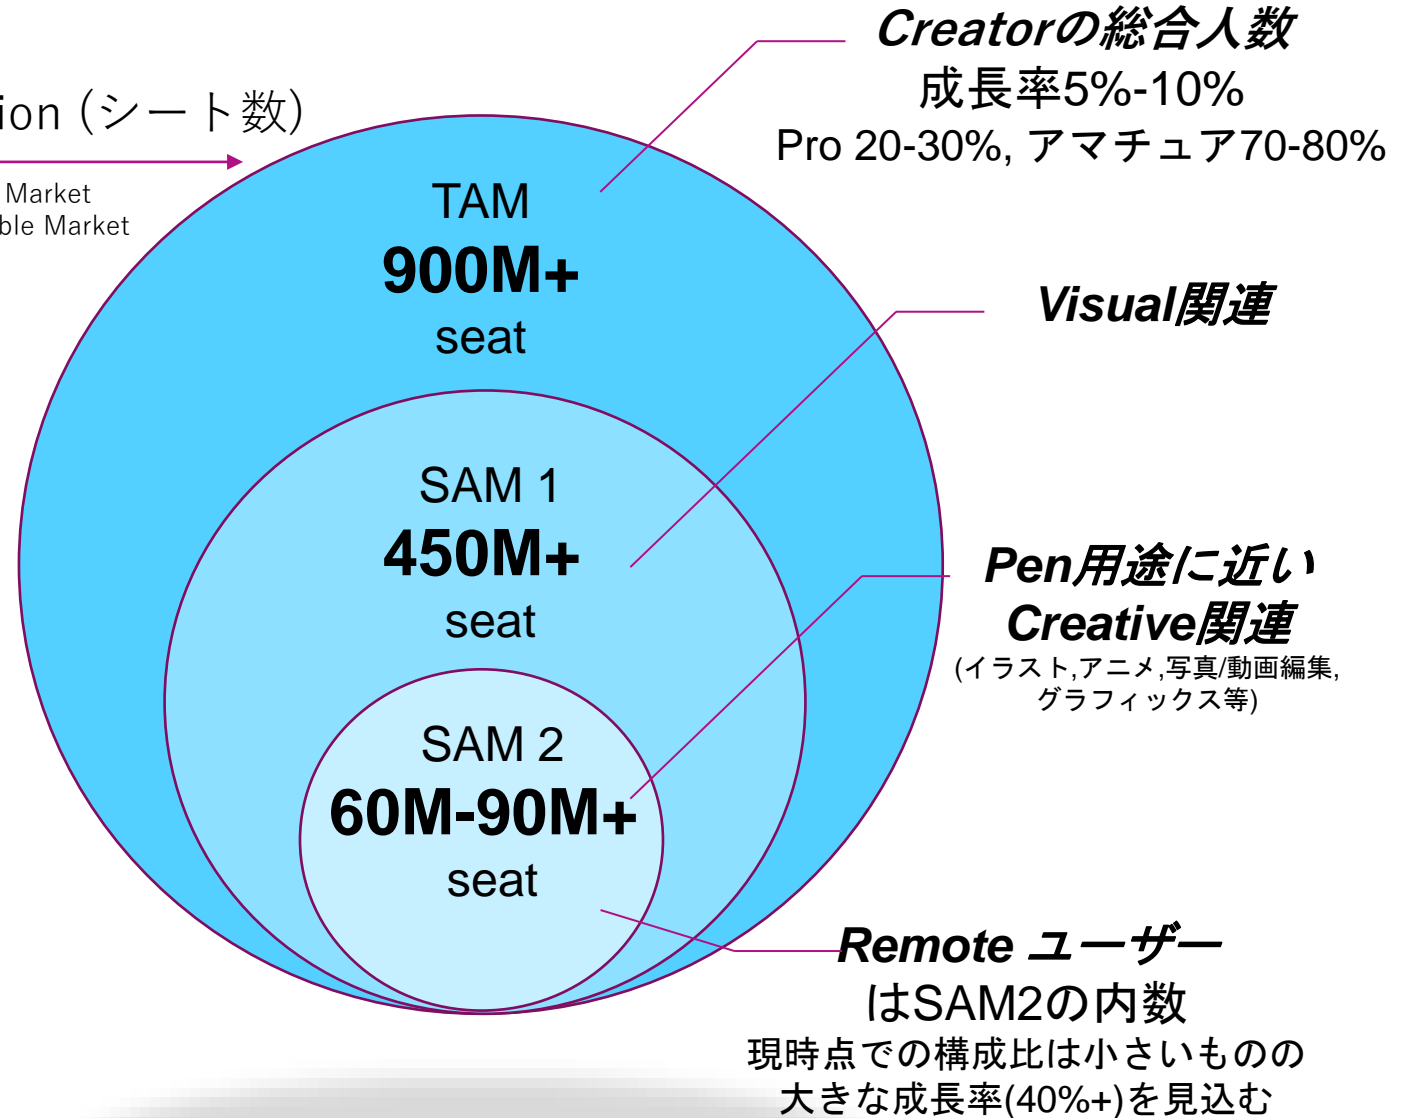 Creatorの総合人数
成長率5%-10%
Pro 20-30%, アマチュア70-80%
ion (シート数)
Market
ble Market
TAM
900M+
seat
Visual関連
SAM 1
450M+
seat
Pen用途に近い
Creative関連
(イラスト,アニメ,写真/動画編集,
グラフィックス等)
SAM 2
60M-90M+
seat
Remote ユーザー
はSAM2の内数
現時点での構成比は小さいものの
大きな成長率(40%+)を見込む